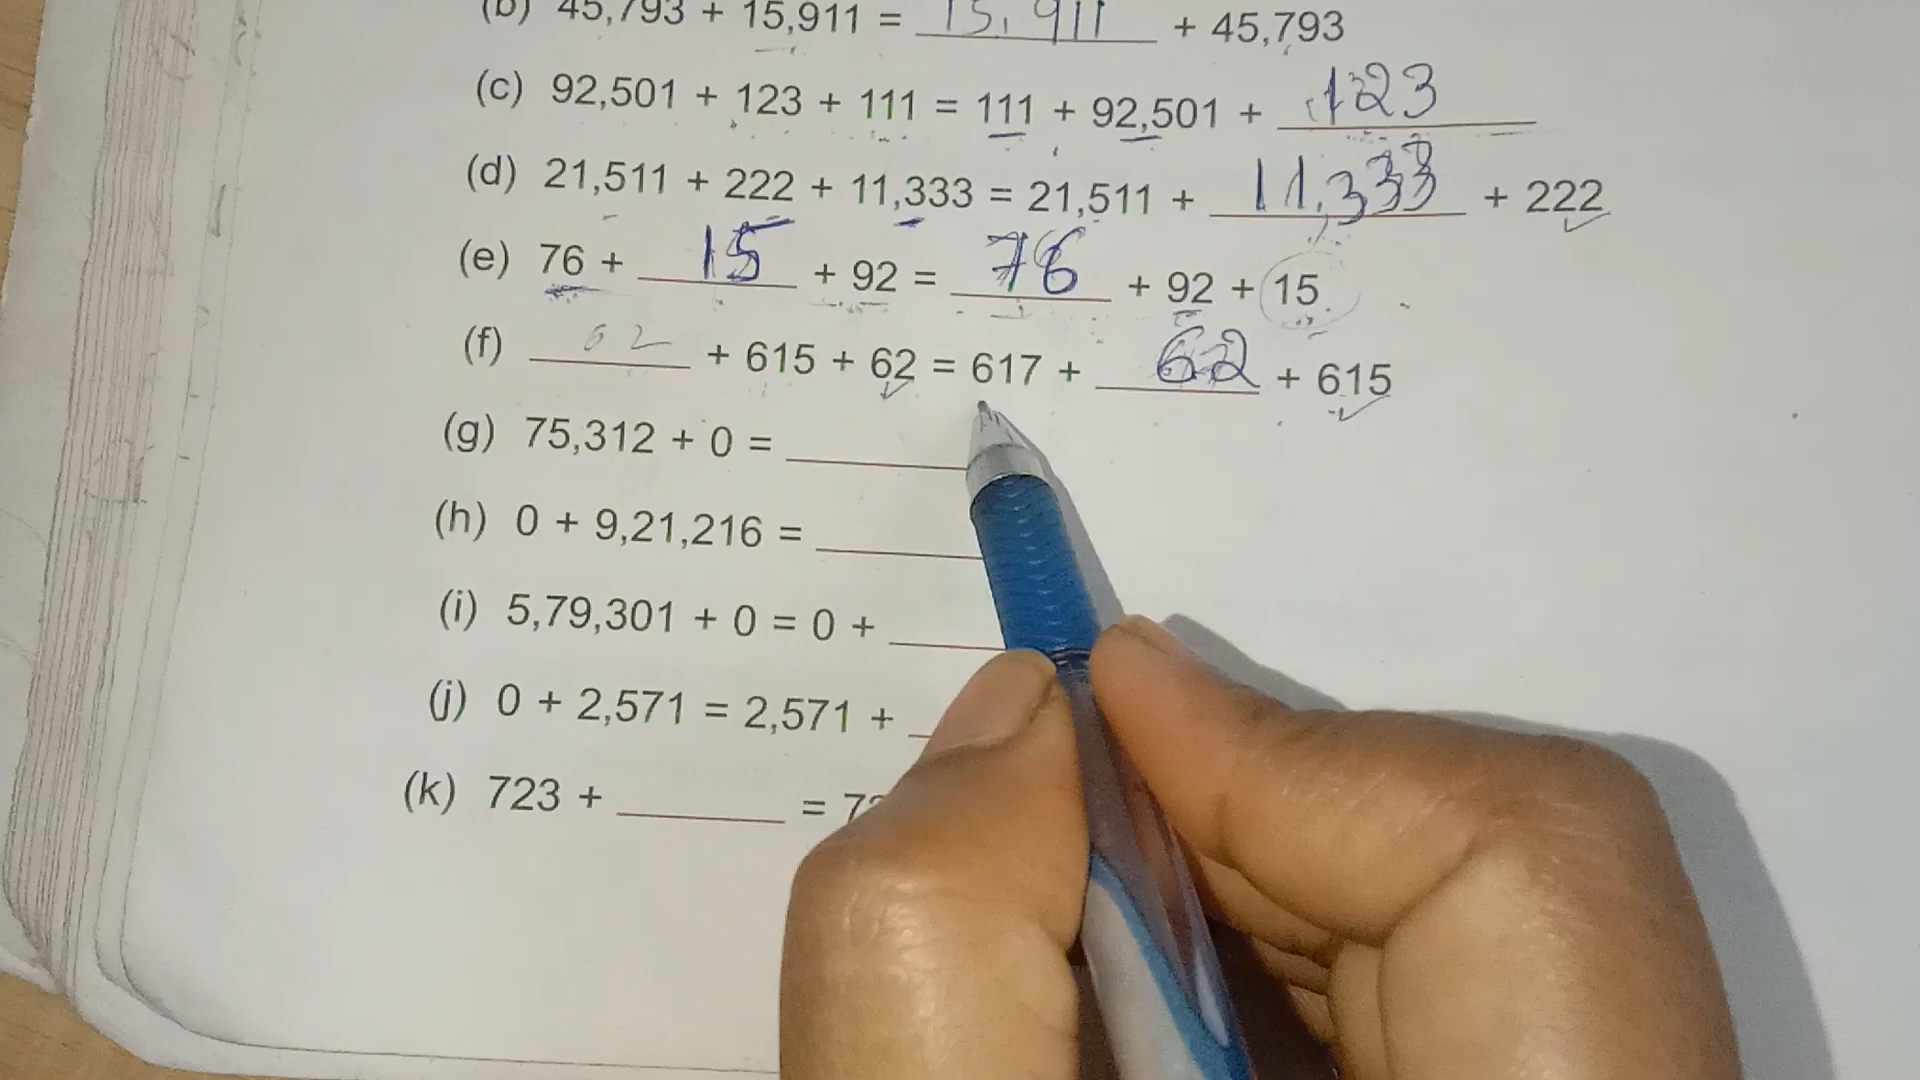 (b) 45,793 + 15,911 = 15,911 + 45,793
(c) 92,501 + 123 + 111 = 111 + 92,501 + 123
(d) 21,511 + 222 + 11,333 = 21,511 + 11,333 + 222
(e) 76 + 15 + 92 = 76 + 92 + 15
(f) 62 + 615 + 62 = 617 + 62 + 615
(g) 75,312 + 0 =
(h) 0 + 9,21,216 =
(i) 5,79,301 + 0 = 0 +
(j) 0 + 2,571 = 2,571 +
(k) 723 + =